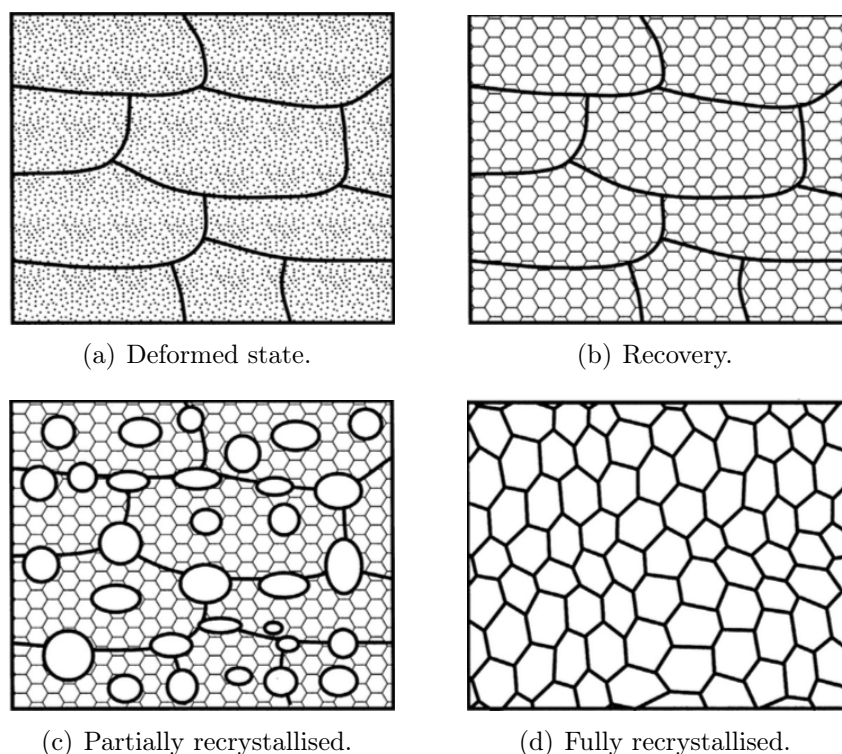 (a) Deformed state.
(b) Recovery.
(c) Partially recrystallised.
(d) Fully recrystallised.